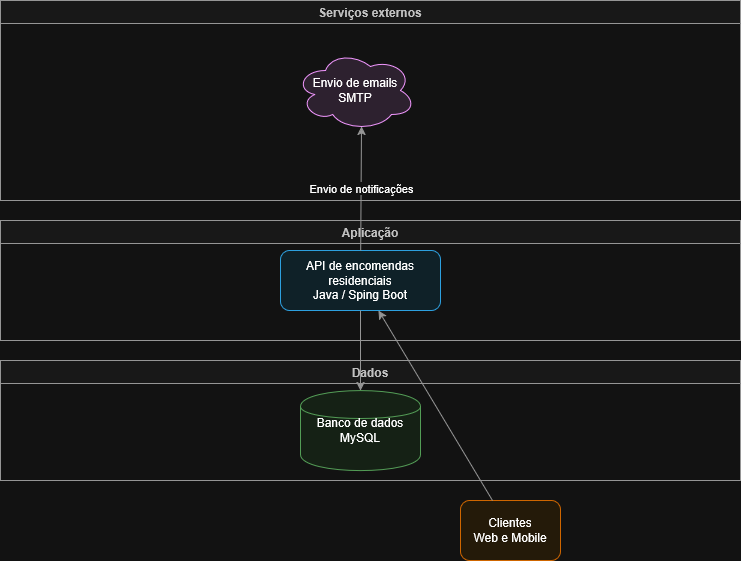 Serviços externos
Envio de emails
SMTP
Envio de notificações
Aplicação
API de encomendas
residenciais
Java / Sping Boot
Dados
Banco de dados
MySQL
Clientes
Web e Mobile